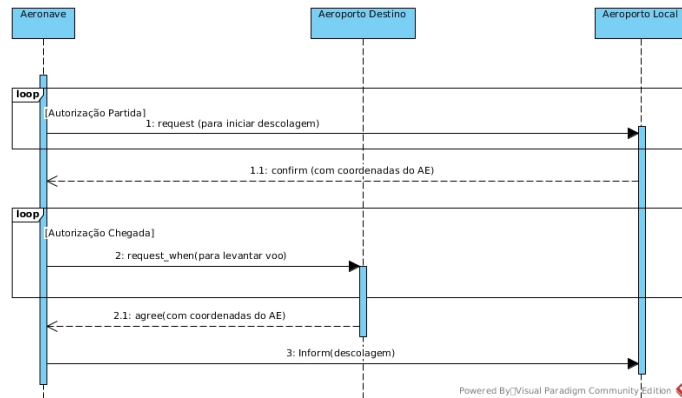 Aeronave
Aeroporto Destino
Aeroporto Local
loop
[Autorização Partida]
1: request (para iniciar descolagem)
1.1: confirm (com coordenadas do AE)
loop
[Autorização Chegada]
2: request_when(para levantar voo)
2.1: agree(com coordenadas do AE)
3: Inform(descolagem)
Powered By Visual Paradigm Community Edition